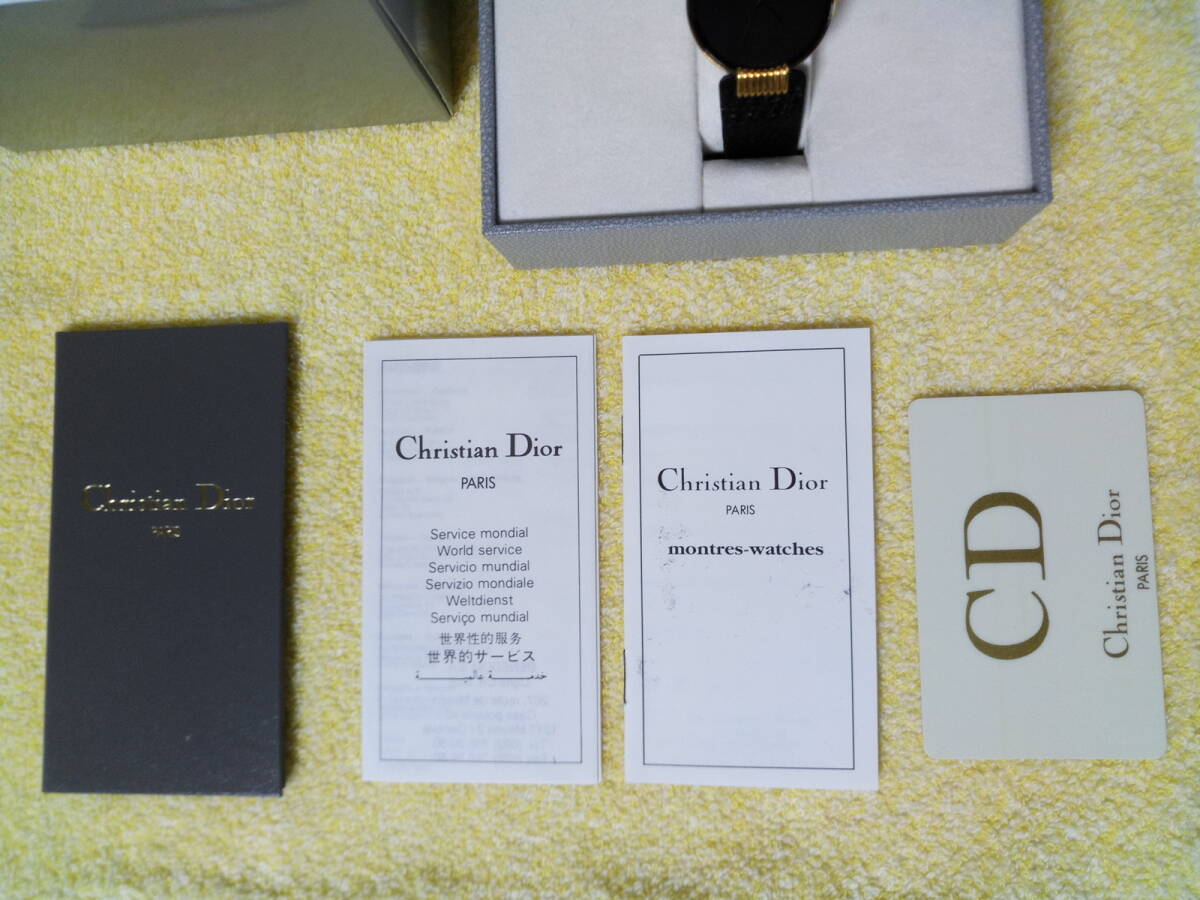 Christian Dior
PARIS
Christian Dior
PARIS
Service mondial
World service
Servicio mundial
Servizio mondiale
Weltdienst
Serviço mundial
世界性的服务
世界的サービス
خدمـــة عالميـــة
Christian Dior
PARIS
montres-watches
CD
Christian Dior
PARIS